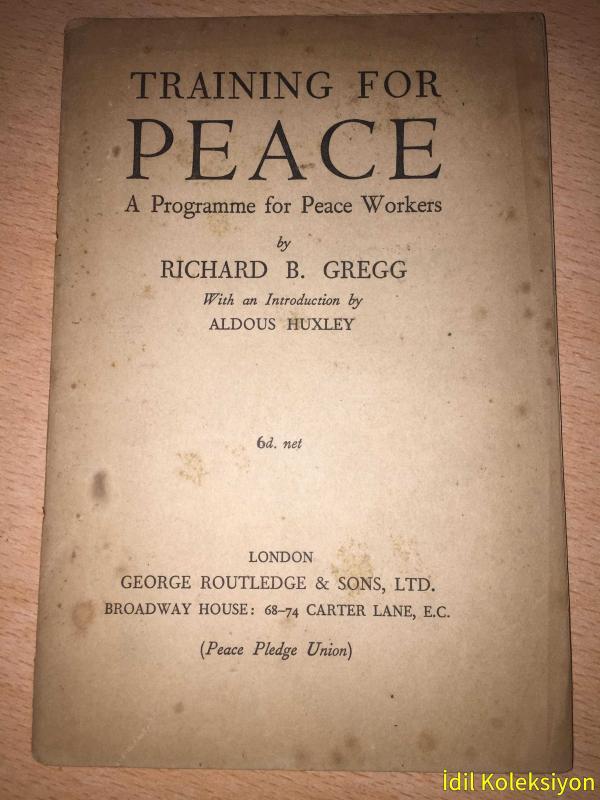 TRAINING FOR
PEACE
A Programme for Peace Workers
by
RICHARD B. GREGG
With an Introduction by
ALDOUS HUXLEY
6d. net
LONDON
GEORGE ROUTLEDGE & SONS, LTD.
BROADWAY HOUSE: 68–74 CARTER LANE, E.C.
(Peace Pledge Union)
İdil Koleksiyon